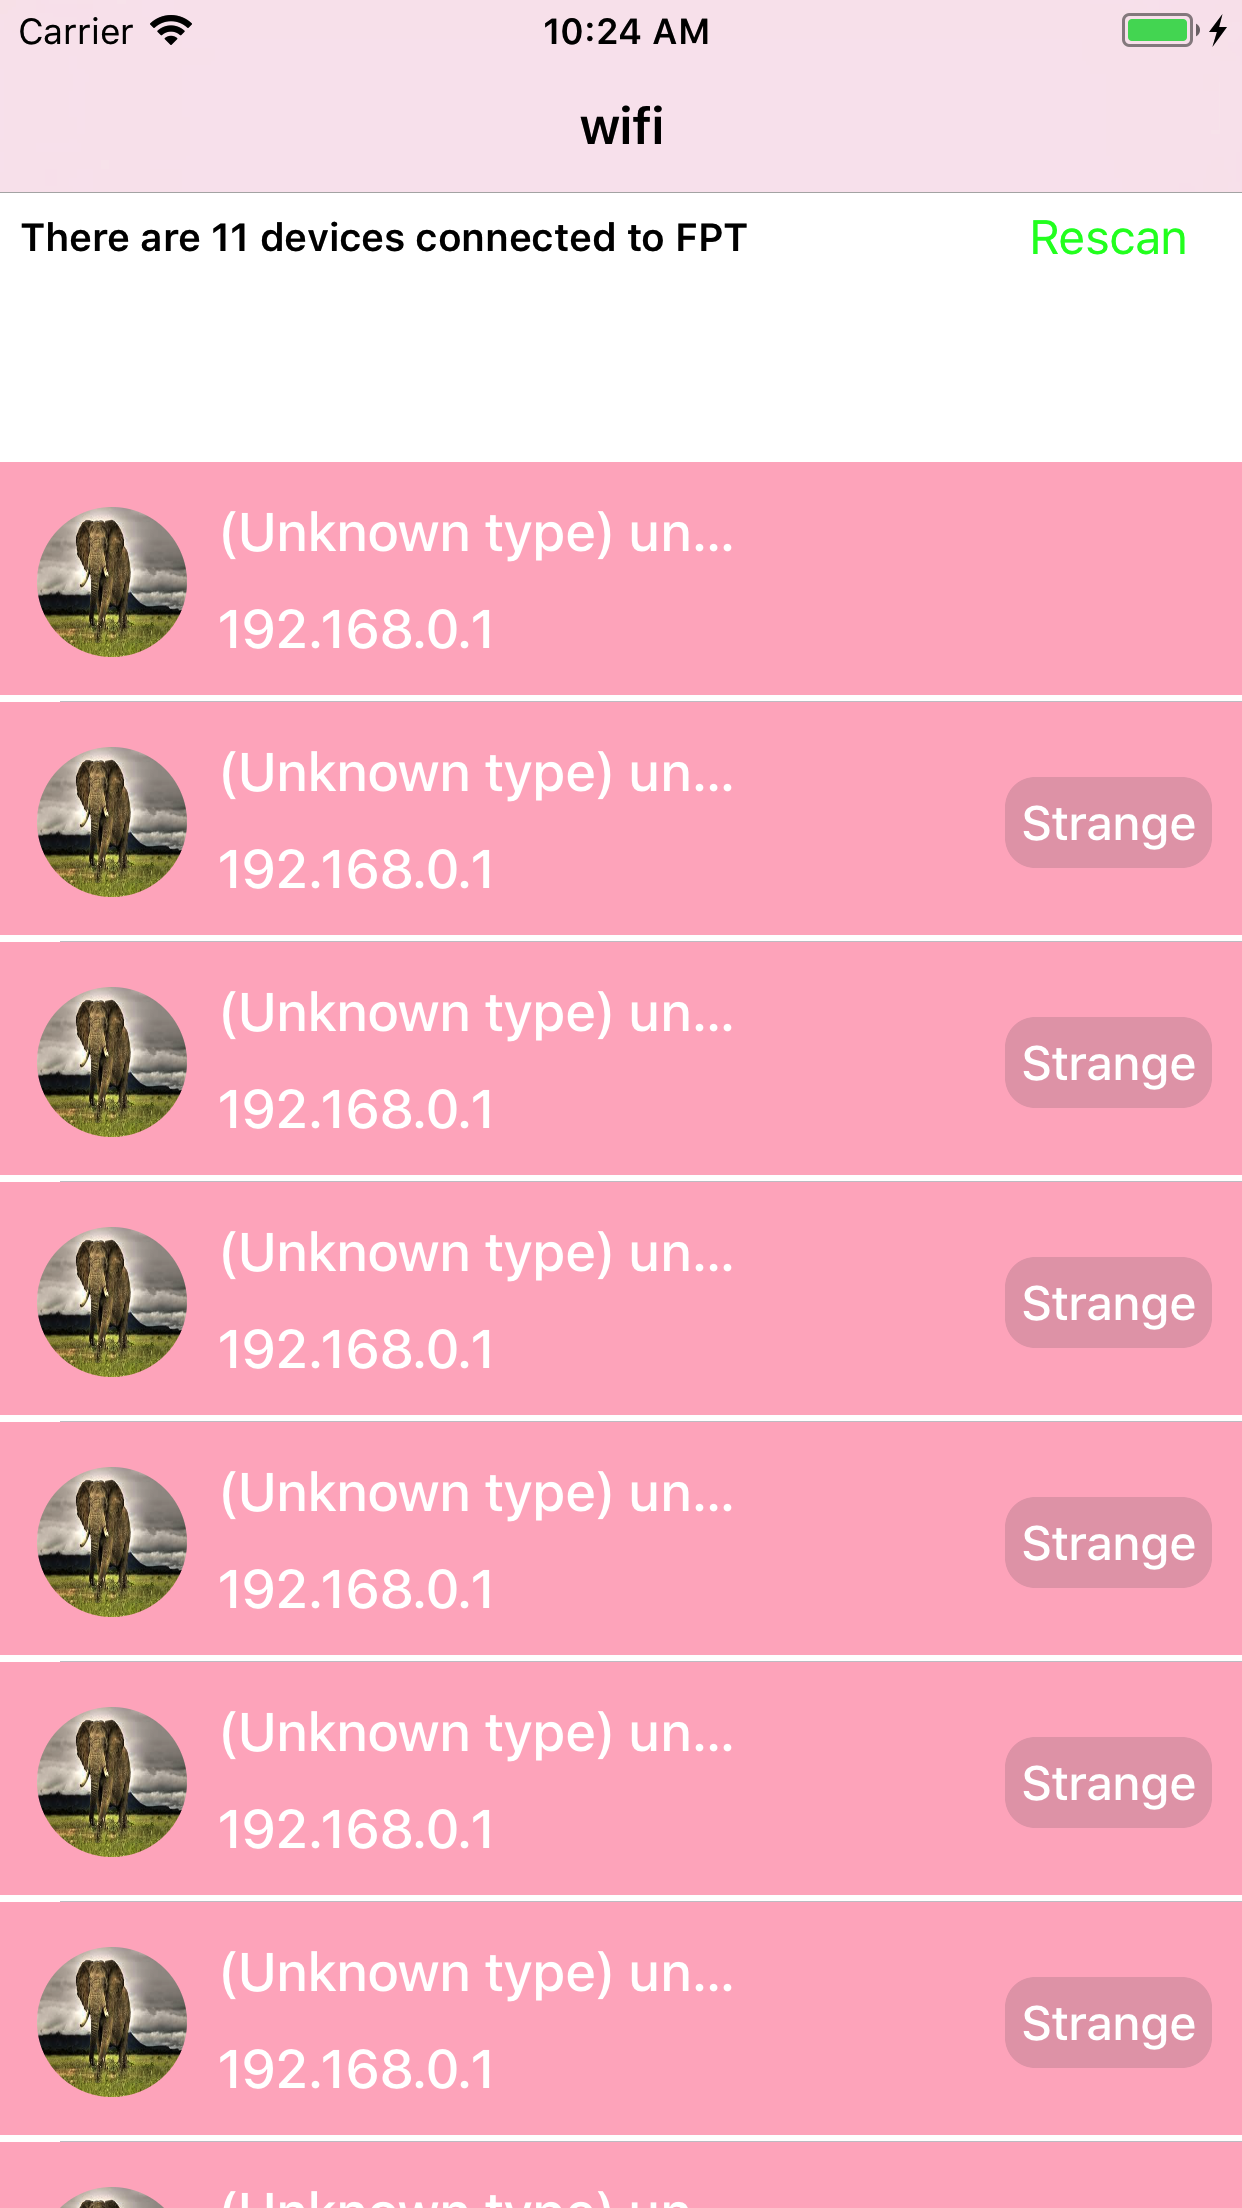 Carrier 10:24 AM
wifi
There are 11 devices connected to FPT Rescan
(Unknown type) un...
192.168.0.1
(Unknown type) un...
192.168.0.1
Strange
(Unknown type) un...
192.168.0.1
Strange
(Unknown type) un...
192.168.0.1
Strange
(Unknown type) un...
192.168.0.1
Strange
(Unknown type) un...
192.168.0.1
Strange
(Unknown type) un...
192.168.0.1
Strange
(Unknown type) un...